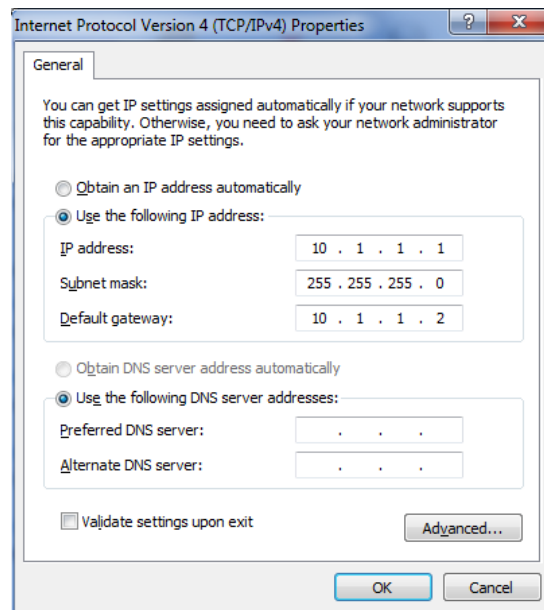 Internet Protocol Version 4 (TCP/IPv4) Properties
General
You can get IP settings assigned automatically if your network supports
this capability. Otherwise, you need to ask your network administrator
for the appropriate IP settings.
Obtain an IP address automatically
Use the following IP address:
IP address: 10 . 1 . 1 . 1
Subnet mask: 255 . 255 . 255 . 0
Default gateway: 10 . 1 . 1 . 2
Obtain DNS server address automatically
Use the following DNS server addresses:
Preferred DNS server: . . .
Alternate DNS server: . . .
Validate settings upon exit
Advanced...
OK Cancel